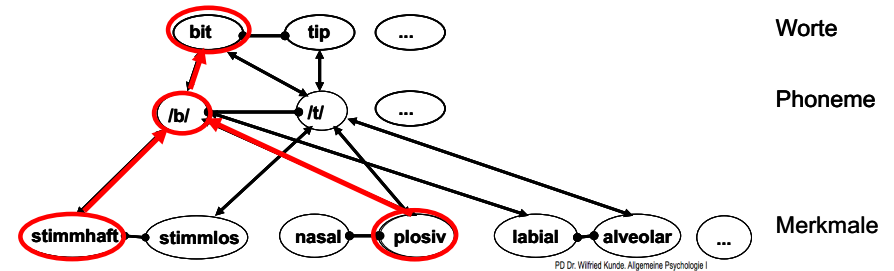 bit tip ... Worte
/b/ /t/ ... Phoneme
stimmhaft stimmlos nasal plosiv labial alveolar ... Merkmale
PD Dr. Wilfried Kunde. Allgemeine Psychologie I